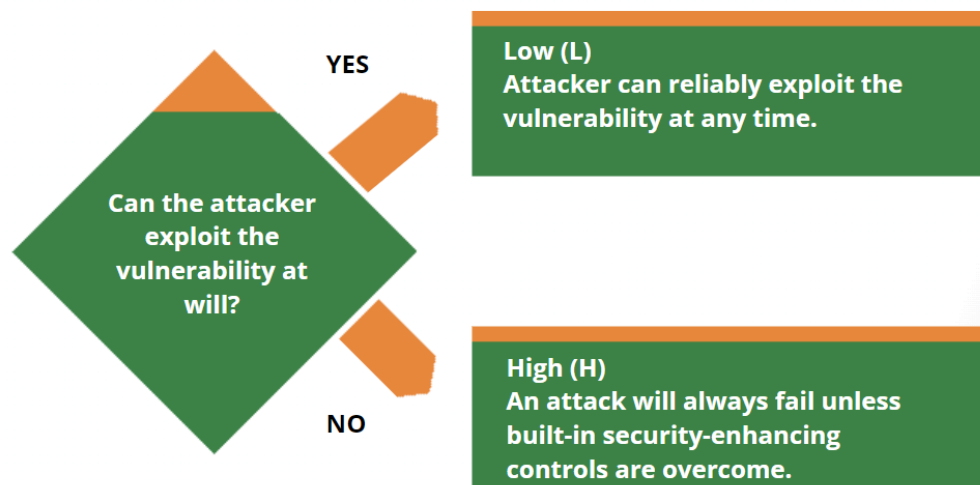 YES
Low (L)
Attacker can reliably exploit the
vulnerability at any time.
Can the attacker
exploit the
vulnerability at
will?
NO
High (H)
An attack will always fail unless
built-in security-enhancing
controls are overcome.